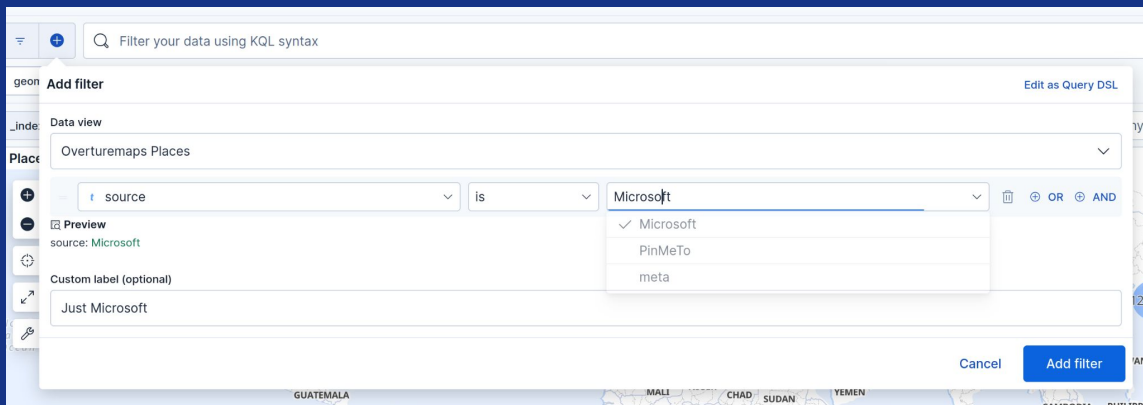 Filter your data using KQL syntax
geom
Add filter
Edit as Query DSL
_inde
Data view
Overturemaps Places
Place
t source
is
Microsoft
OR
AND
Preview
source: Microsoft
Microsoft
PinMeTo
meta
Custom label (optional)
Just Microsoft
Cancel
Add filter
GUATEMALA
MALI
CHAD
SUDAN
YEMEN